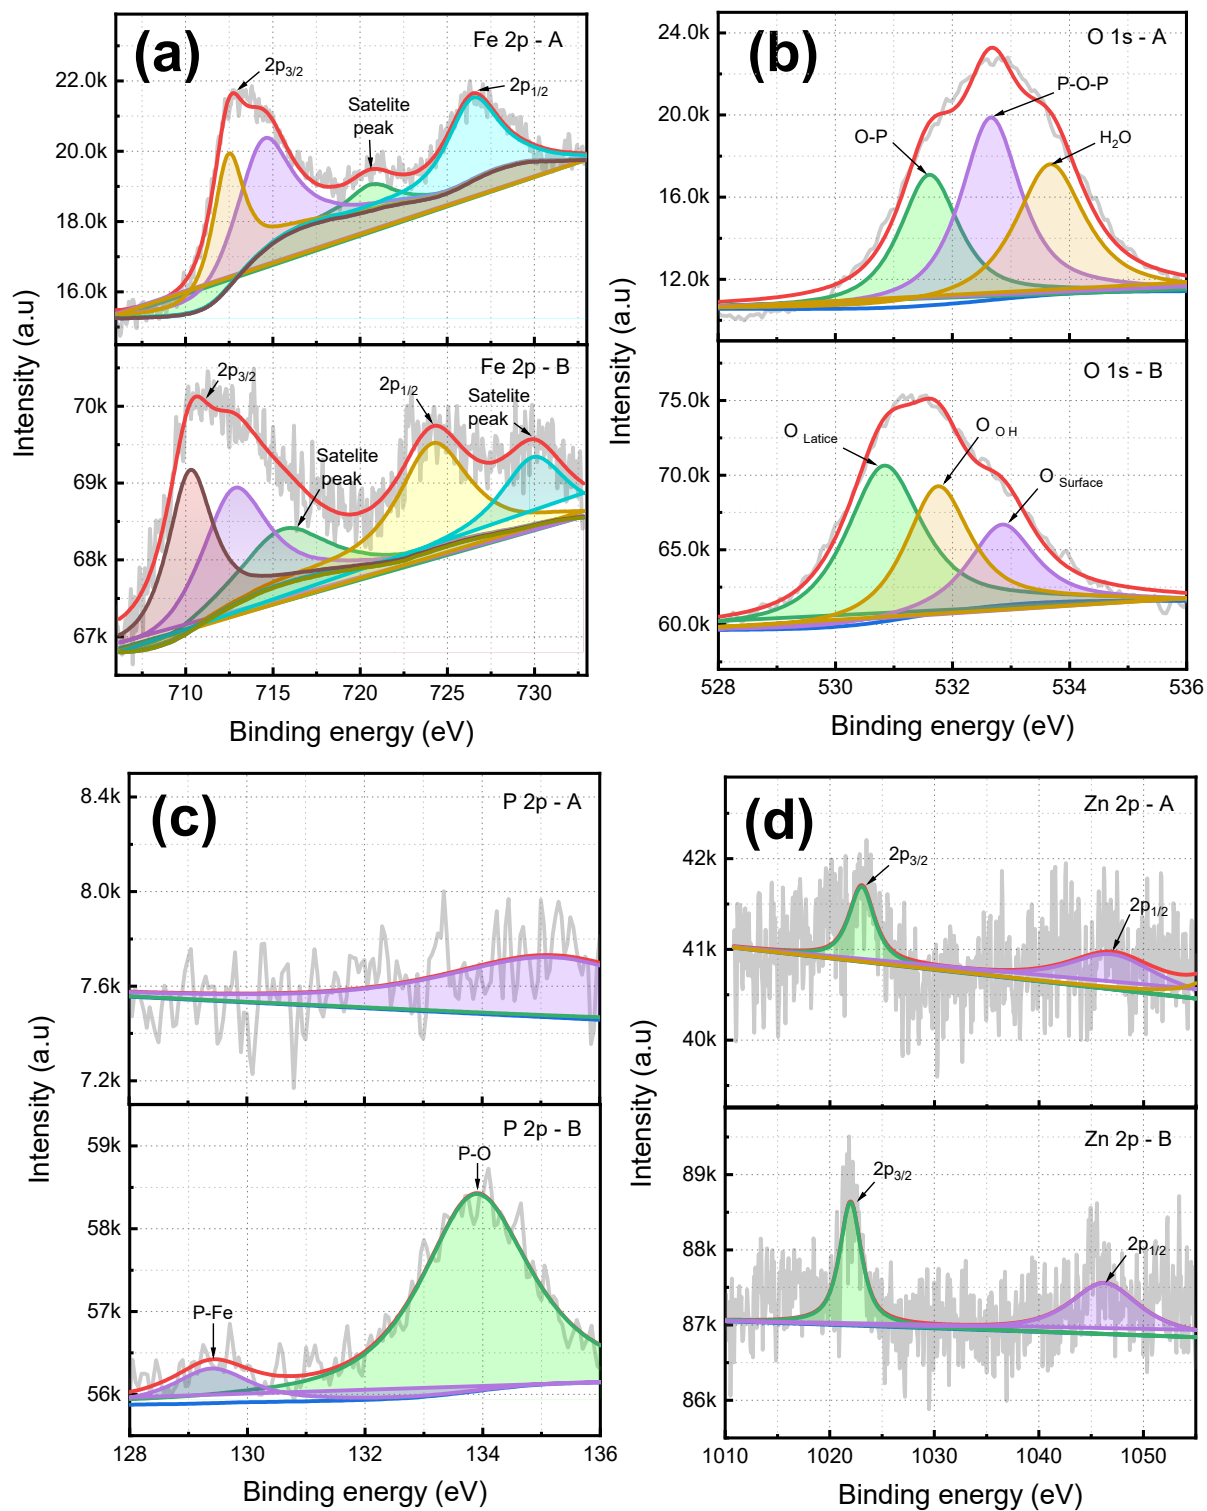 (a)
Fe 2p - A
2p3/2
Satelite
peak
2p1/2
22.0k
20.0k
18.0k
16.0k
Fe 2p - B
2p3/2
2p1/2
Satelite
peak
Satelite
peak
70k
69k
68k
67k
710 715 720 725 730
Intensity (a.u)
Binding energy (eV)
(b)
O 1s - A
O-P
P-O-P
H2O
24.0k
20.0k
16.0k
12.0k
O 1s - B
O Latice
O OH
O Surface
75.0k
70.0k
65.0k
60.0k
528 530 532 534 536
Intensity (a.u)
Binding energy (eV)
(c)
P 2p - A
8.4k
8.0k
7.6k
7.2k
P 2p - B
P-O
P-Fe
59k
58k
57k
56k
128 130 132 134 136
Intensity (a.u)
Binding energy (eV)
(d)
Zn 2p - A
2p3/2
2p1/2
42k
41k
40k
Zn 2p - B
2p3/2
2p1/2
89k
88k
87k
86k
1010 1020 1030 1040 1050
Intensity (a.u)
Binding energy (eV)